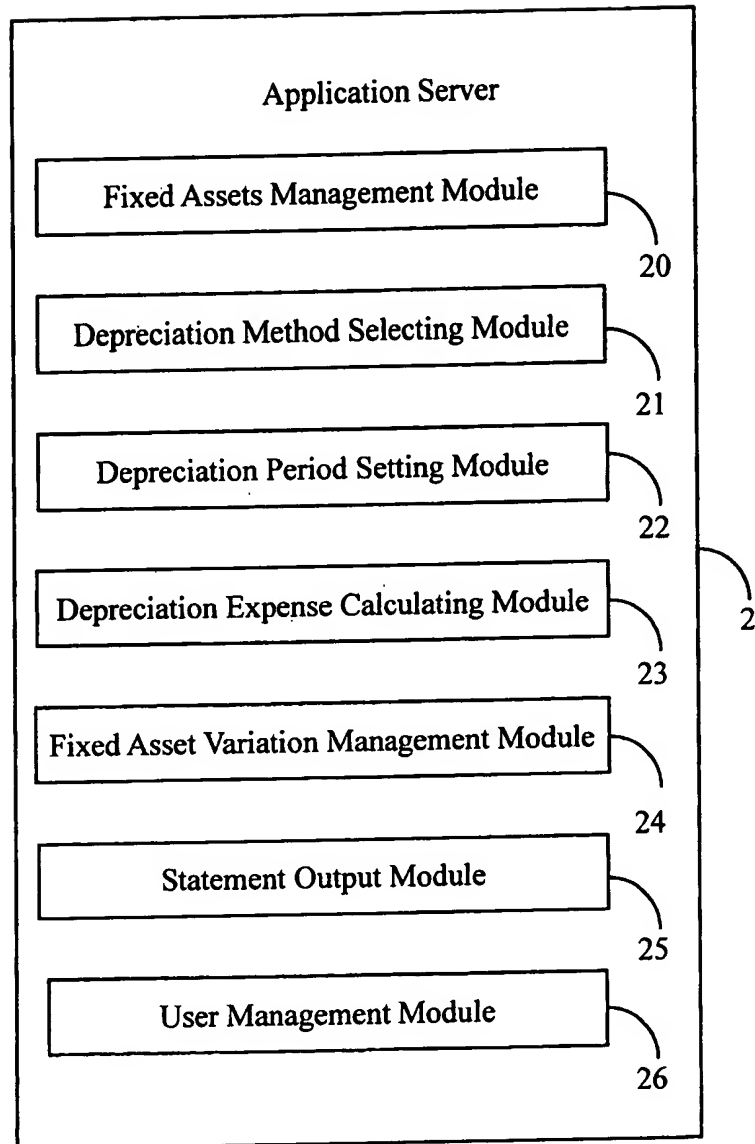 Application Server
Fixed Assets Management Module
20
Depreciation Method Selecting Module
21
Depreciation Period Setting Module
22
2
Depreciation Expense Calculating Module
23
Fixed Asset Variation Management Module
24
Statement Output Module
25
User Management Module
26